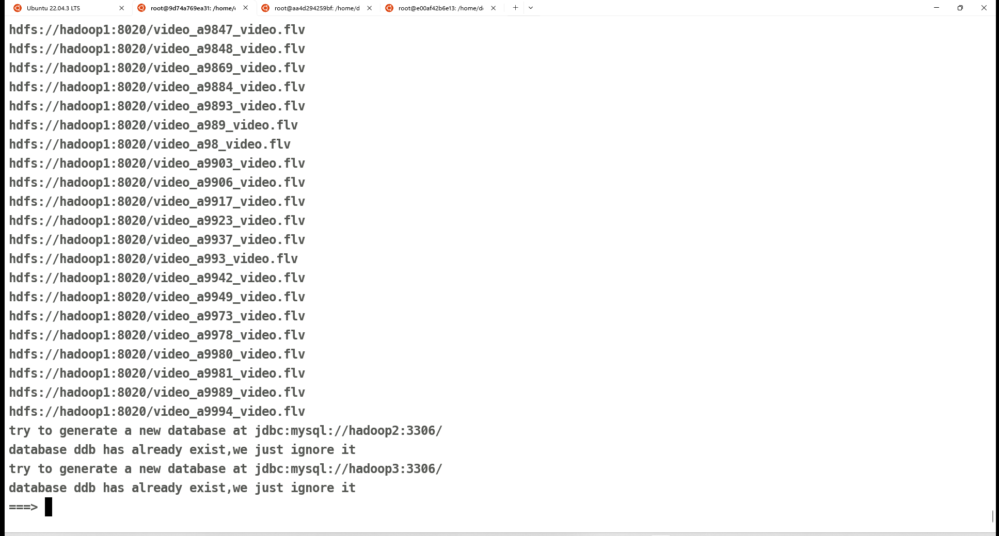 Ubuntu 22.04.3 LTS
root@9d74a769ea31: /home/
root@aa4d294259bf: /home/d
root@e00af42b6e13: /home/d
hdfs://hadoop1:8020/video_a9847_video.flv
hdfs://hadoop1:8020/video_a9848_video.flv
hdfs://hadoop1:8020/video_a9869_video.flv
hdfs://hadoop1:8020/video_a9884_video.flv
hdfs://hadoop1:8020/video_a9893_video.flv
hdfs://hadoop1:8020/video_a989_video.flv
hdfs://hadoop1:8020/video_a98_video.flv
hdfs://hadoop1:8020/video_a9903_video.flv
hdfs://hadoop1:8020/video_a9906_video.flv
hdfs://hadoop1:8020/video_a9917_video.flv
hdfs://hadoop1:8020/video_a9923_video.flv
hdfs://hadoop1:8020/video_a9937_video.flv
hdfs://hadoop1:8020/video_a993_video.flv
hdfs://hadoop1:8020/video_a9942_video.flv
hdfs://hadoop1:8020/video_a9949_video.flv
hdfs://hadoop1:8020/video_a9973_video.flv
hdfs://hadoop1:8020/video_a9978_video.flv
hdfs://hadoop1:8020/video_a9980_video.flv
hdfs://hadoop1:8020/video_a9981_video.flv
hdfs://hadoop1:8020/video_a9989_video.flv
hdfs://hadoop1:8020/video_a9994_video.flv
try to generate a new database at jdbc:mysql://hadoop2:3306/
database ddb has already exist,we just ignore it
try to generate a new database at jdbc:mysql://hadoop3:3306/
database ddb has already exist,we just ignore it
===>